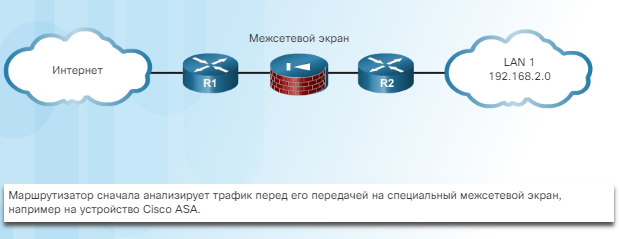 Межсетевой экран
Интернет
R1
R2
LAN 1
192.168.2.0
Маршрутизатор сначала анализирует трафик перед его передачей на специальный межсетевой экран,
например на устройство Cisco ASA.